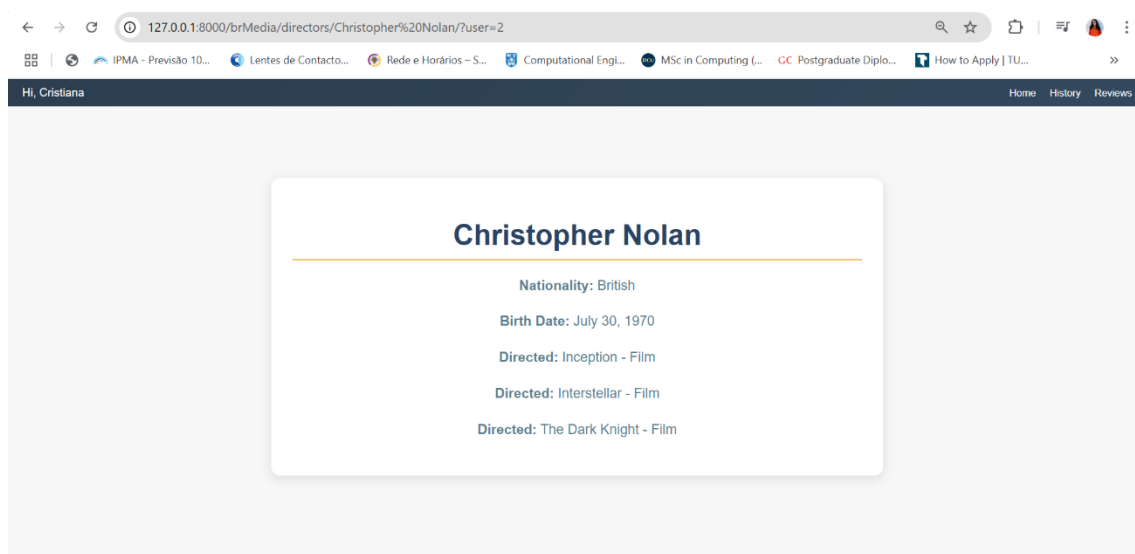 127.0.0.1:8000/brMedia/directors/Christopher%20Nolan/?user=2
IPMA - Previsão 10... Lentes de Contacto... Rede e Horários – S... Computational Engi... DCU MSc in Computing (... GC Postgraduate Diplo... How to Apply | TU... »
Hi, Cristiana Home History Reviews
Christopher Nolan
Nationality: British
Birth Date: July 30, 1970
Directed: Inception - Film
Directed: Interstellar - Film
Directed: The Dark Knight - Film